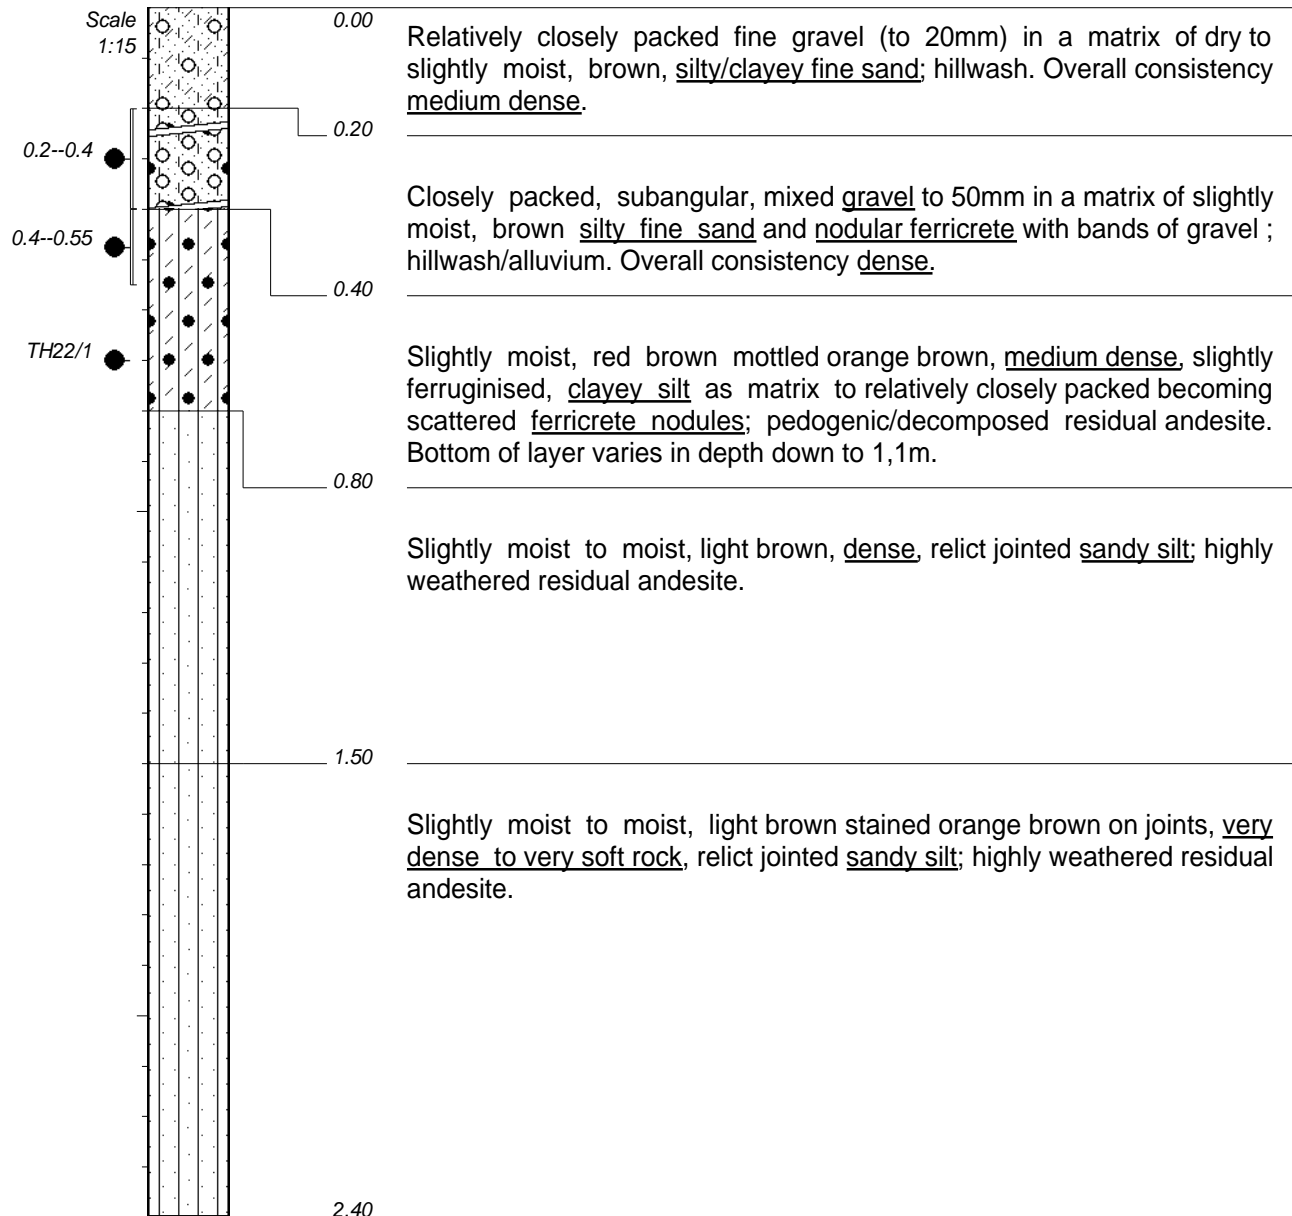 Scale
1:15
0.00
Relatively closely packed fine gravel (to 20mm) in a matrix of dry to
slightly moist, brown, silty/clayey fine sand; hillwash. Overall consistency
medium dense.
0.20
0.2--0.4
Closely packed, subangular, mixed gravel to 50mm in a matrix of slightly
moist, brown silty fine sand and nodular ferricrete with bands of gravel ;
hillwash/alluvium. Overall consistency dense.
0.4--0.55
0.40
TH22/1
Slightly moist, red brown mottled orange brown, medium dense, slightly
ferruginised, clayey silt as matrix to relatively closely packed becoming
scattered ferricrete nodules; pedogenic/decomposed residual andesite.
Bottom of layer varies in depth down to 1,1m.
0.80
Slightly moist to moist, light brown, dense, relict jointed sandy silt; highly
weathered residual andesite.
1.50
Slightly moist to moist, light brown stained orange brown on joints, very
dense to very soft rock, relict jointed sandy silt; highly weathered residual
andesite.
2.40